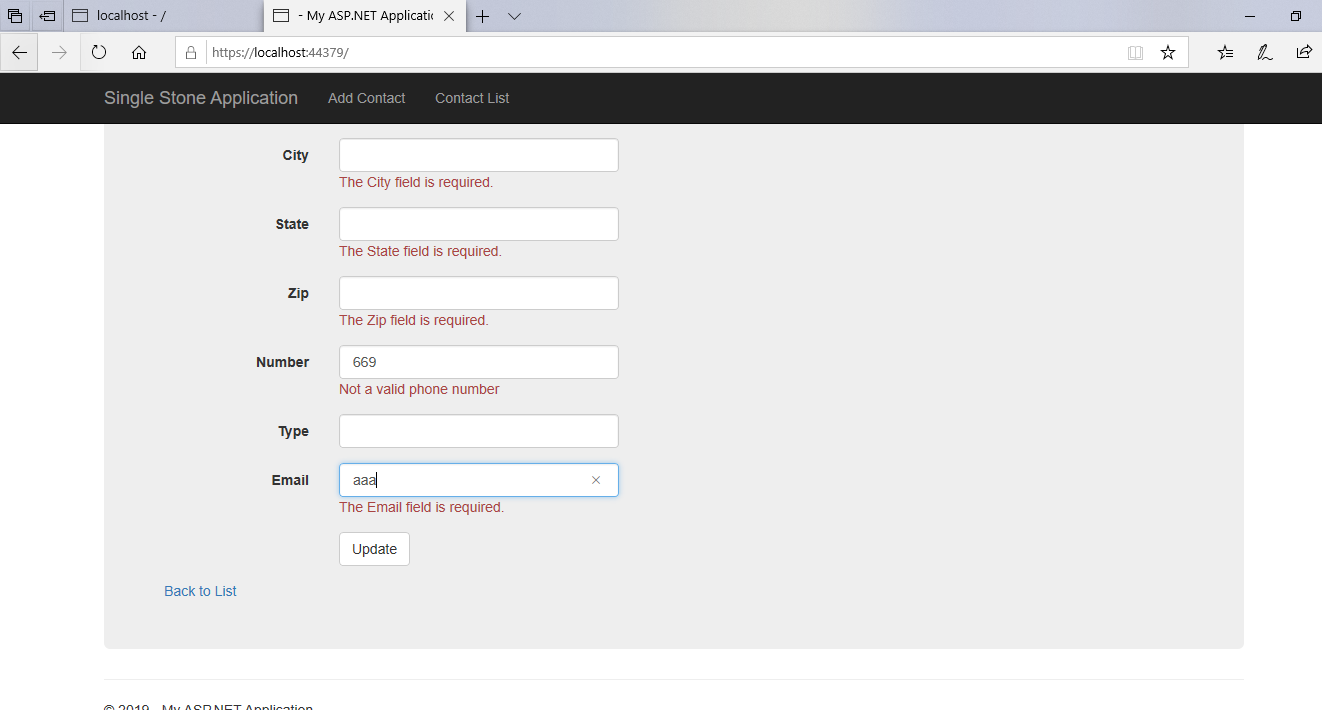 localhost - /
- My ASP.NET Applicatic
https://localhost:44379/
Single Stone Application Add Contact Contact List
City
The City field is required.
State
The State field is required.
Zip
The Zip field is required.
Number 669
Not a valid phone number
Type
Email aaa
The Email field is required.
Update
Back to List
© 2019 - My ASP.NET Application